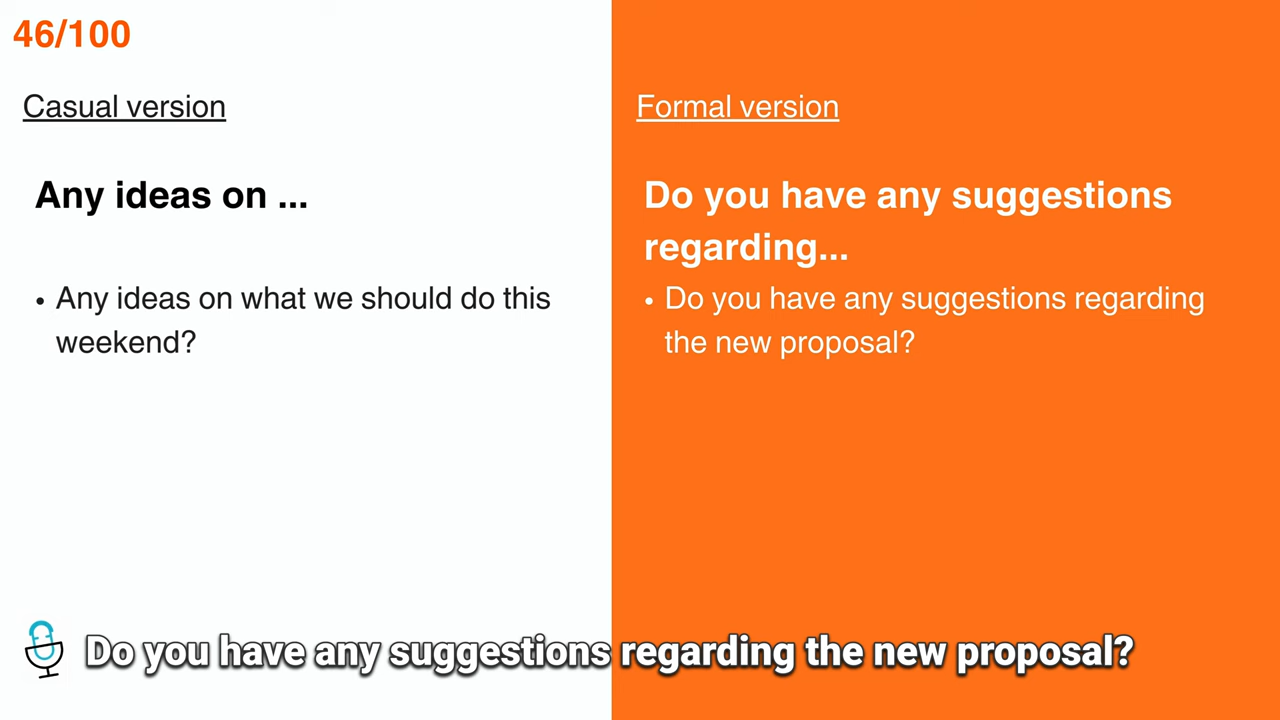 46/100
Casual version
Any ideas on ...
• Any ideas on what we should do this
weekend?
Formal version
Do you have any suggestions
regarding...
• Do you have any suggestions regarding
the new proposal?
Do you have any suggestions regarding the new proposal?